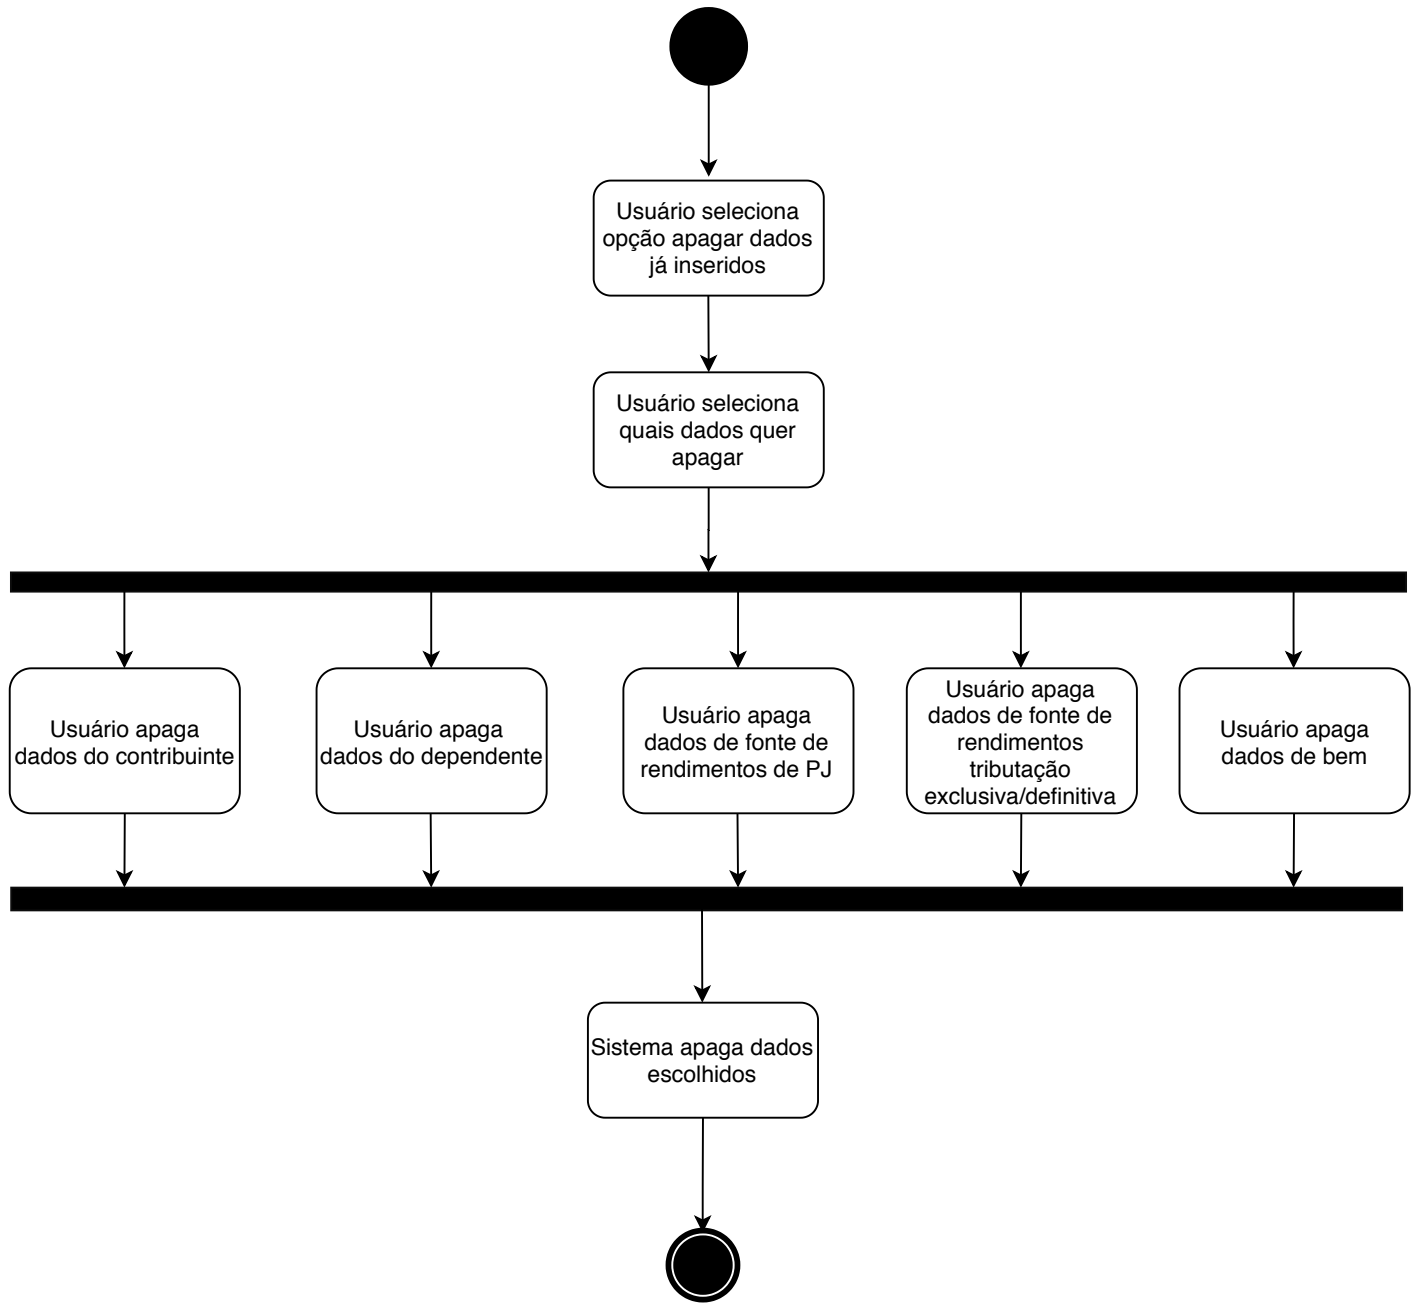 Usuário seleciona
opção apagar dados
já inseridos
Usuário seleciona
quais dados quer
apagar
Usuário apaga
dados do contribuinte
Usuário apaga
dados do dependente
Usuário apaga
dados de fonte de
rendimentos de PJ
Usuário apaga
dados de fonte de
rendimentos
tributação
exclusiva/definitiva
Usuário apaga
dados de bem
Sistema apaga dados
escolhidos